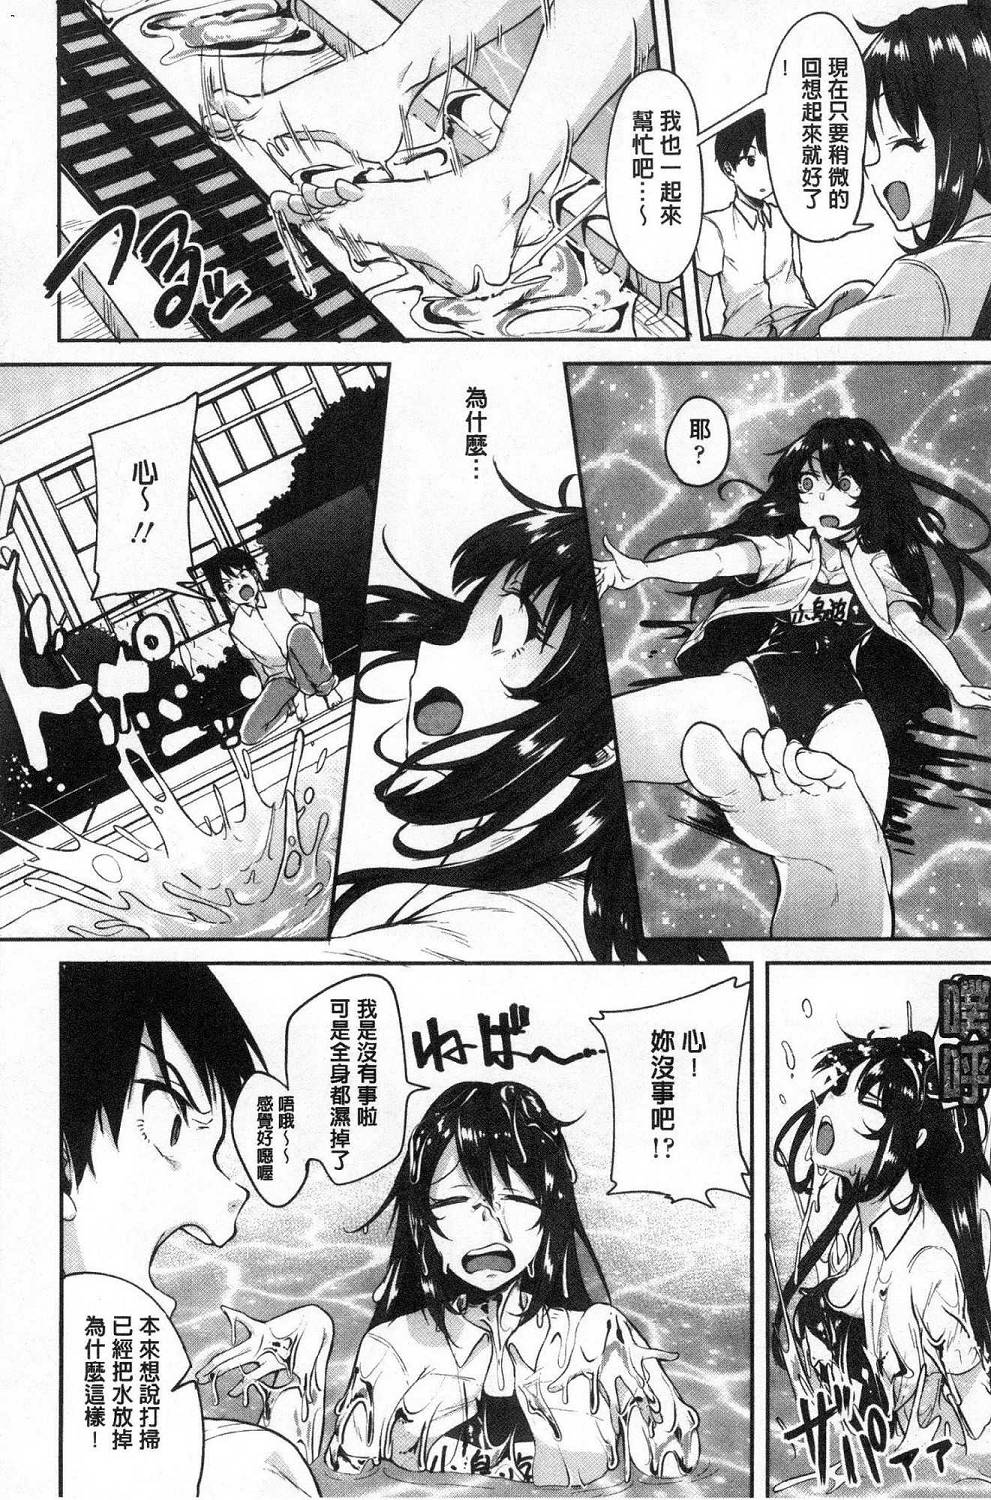 現在只要稍微的
回想起來就好了
！
我也一起來
幫忙吧…～
つるッ
耶？
小鳥遊
為什麼…
心～!!
心！
妳沒事吧!?
噗呼
ザパァァ
ねば～
我是沒有事啦
可是全身都濕掉了
唔哦～
感覺好噁喔
小鳥遊
本來想說打掃
已經把水放掉
為什麼這樣！